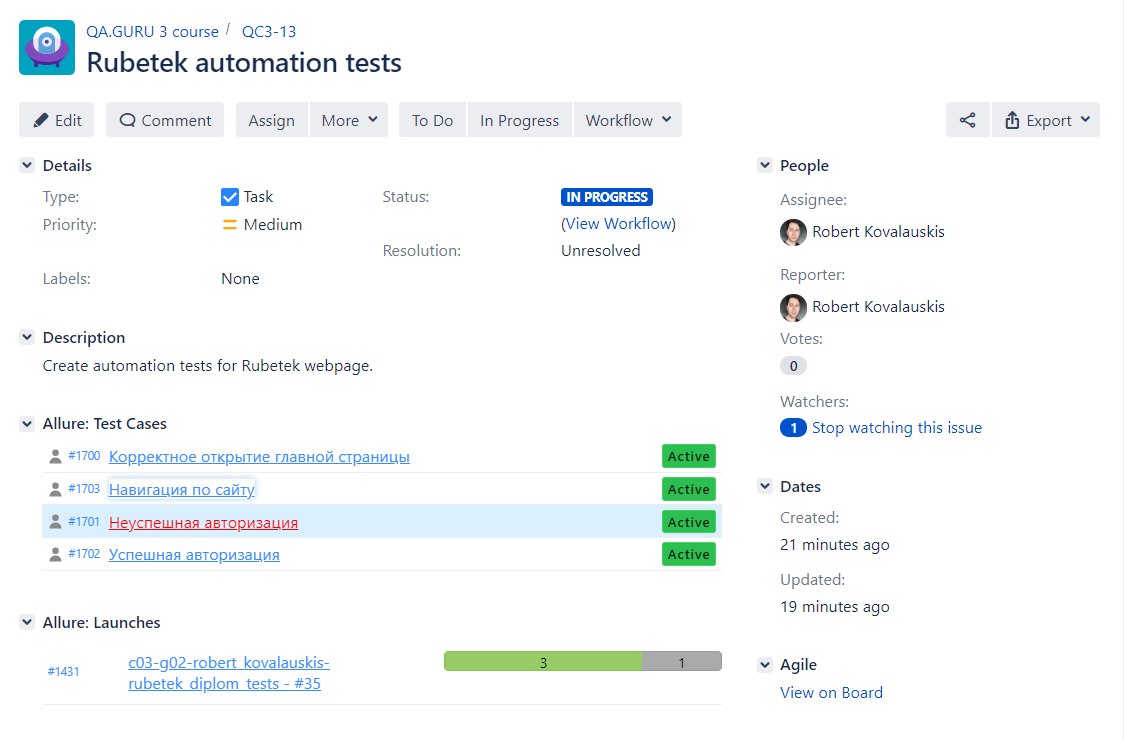 QA.GURU 3 course / QC3-13
Rubetek automation tests
Edit Comment Assign More To Do In Progress Workflow Export
Details
Type: Task Status: IN PROGRESS
Priority: Medium (View Workflow)
Resolution: Unresolved
Labels: None
Description
Create automation tests for Rubetek webpage.
Allure: Test Cases
#1700 Корректное открытие главной страницы Active
#1703 Навигация по сайту Active
#1701 Неуспешная авторизация Active
#1702 Успешная авторизация Active
Allure: Launches
#1431 c03-g02-robert_kovalauskis-
rubetek_diplom_tests - #35
3 1
People
Assignee:
Robert Kovalauskis
Reporter:
Robert Kovalauskis
Votes:
0
Watchers:
1 Stop watching this issue
Dates
Created:
21 minutes ago
Updated:
19 minutes ago
Agile
View on Board